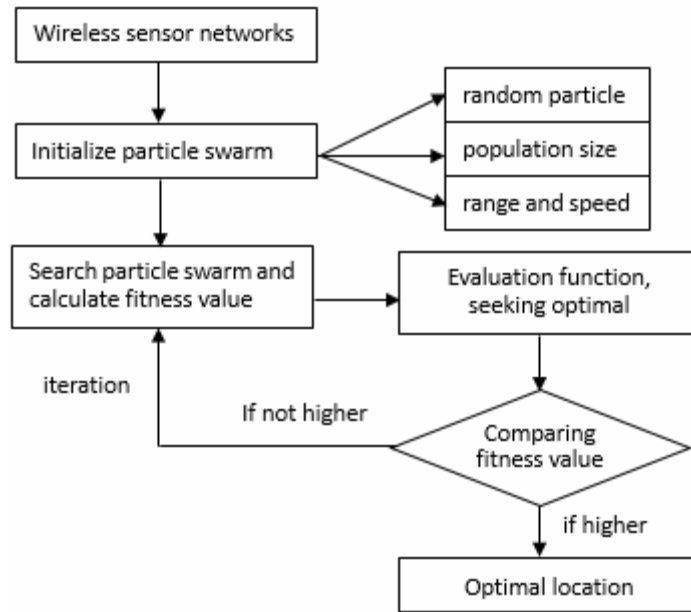 Wireless sensor networks
random particle
Initialize particle swarm
population size
range and speed
Search particle swarm and
calculate fitness value
Evaluation function,
seeking optimal
iteration
If not higher
Comparing
fitness value
if higher
Optimal location